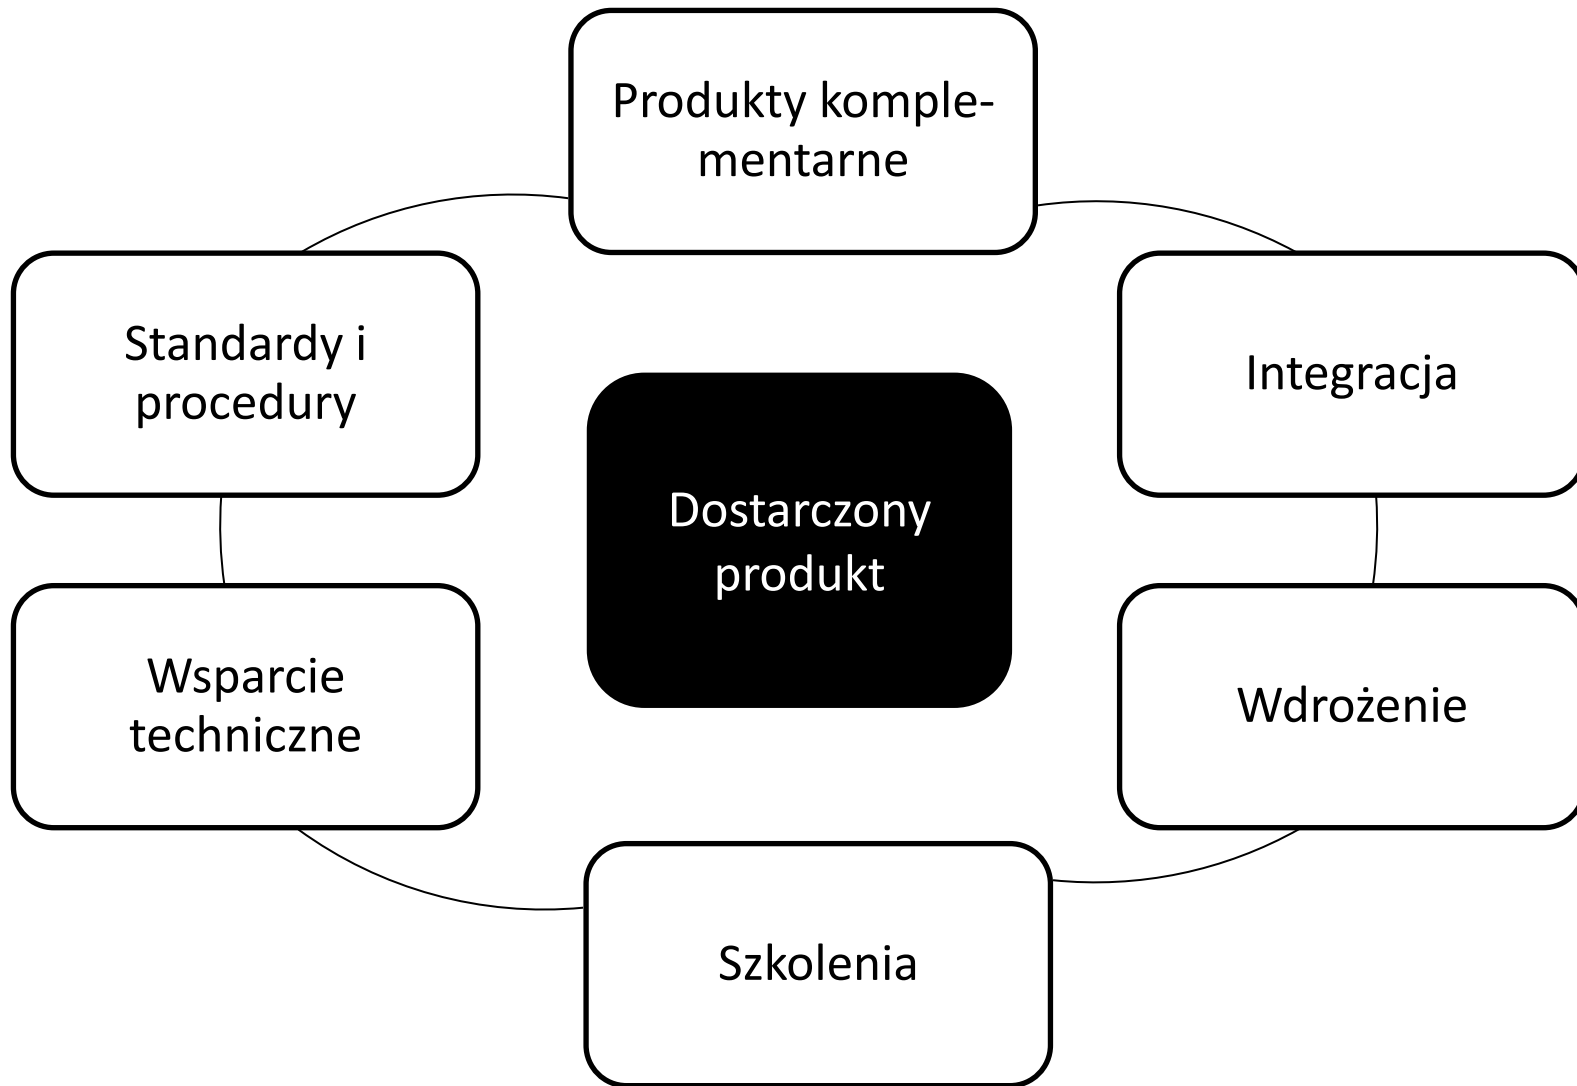 Produkty komple-
mentarne
Standardy i
procedury
Integracja
Dostarczony
produkt
Wsparcie
techniczne
Wdrożenie
Szkolenia